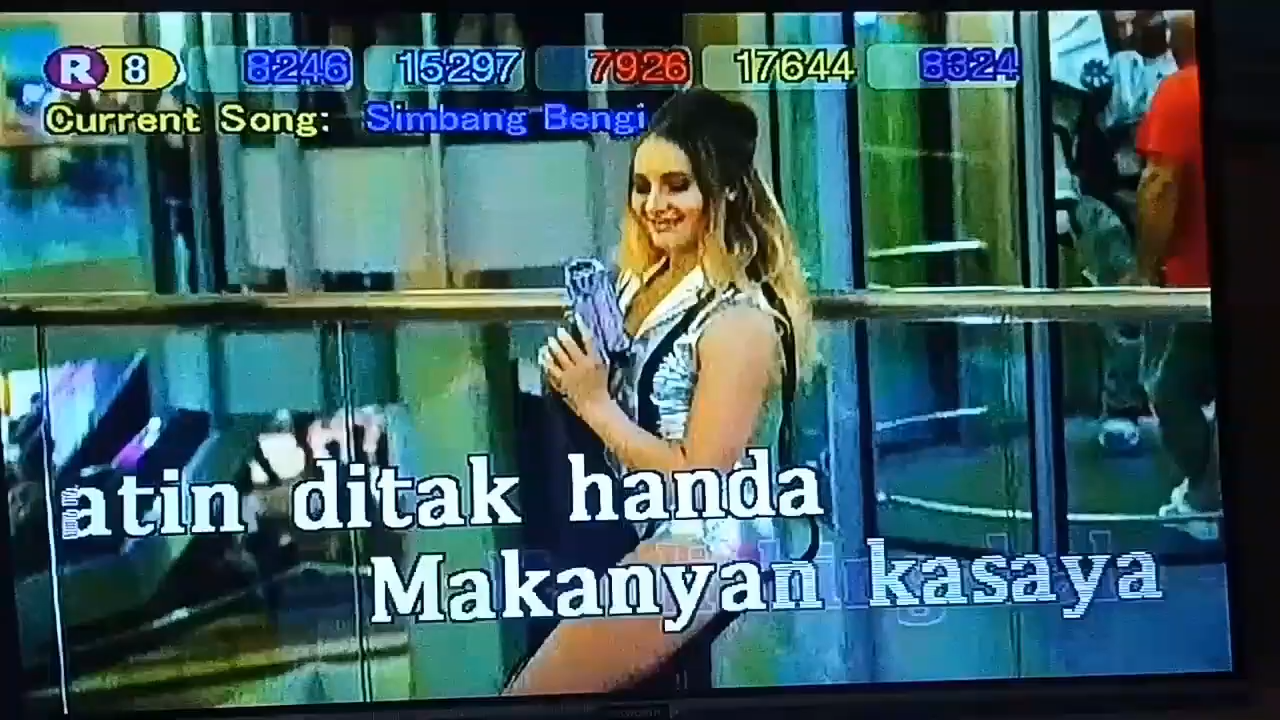 R 8 8246 15297 7926 17644 8324
Current Song: Simbang Bengi
atin ditak handa
Makanyan kasaya